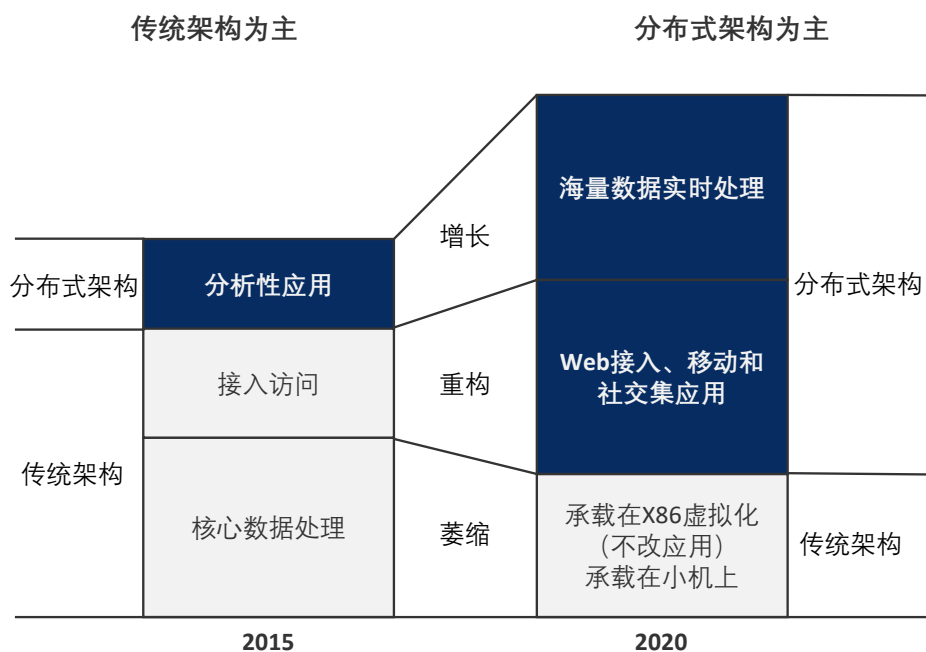 传统架构为主
分布式架构为主
海量数据实时处理
增长
分布式架构
分析性应用
分布式架构
接入访问
重构
Web接入、移动和
社交集应用
传统架构
核心数据处理
萎缩
承载在X86虚拟化
（不改应用）
承载在小机上
传统架构
2015
2020